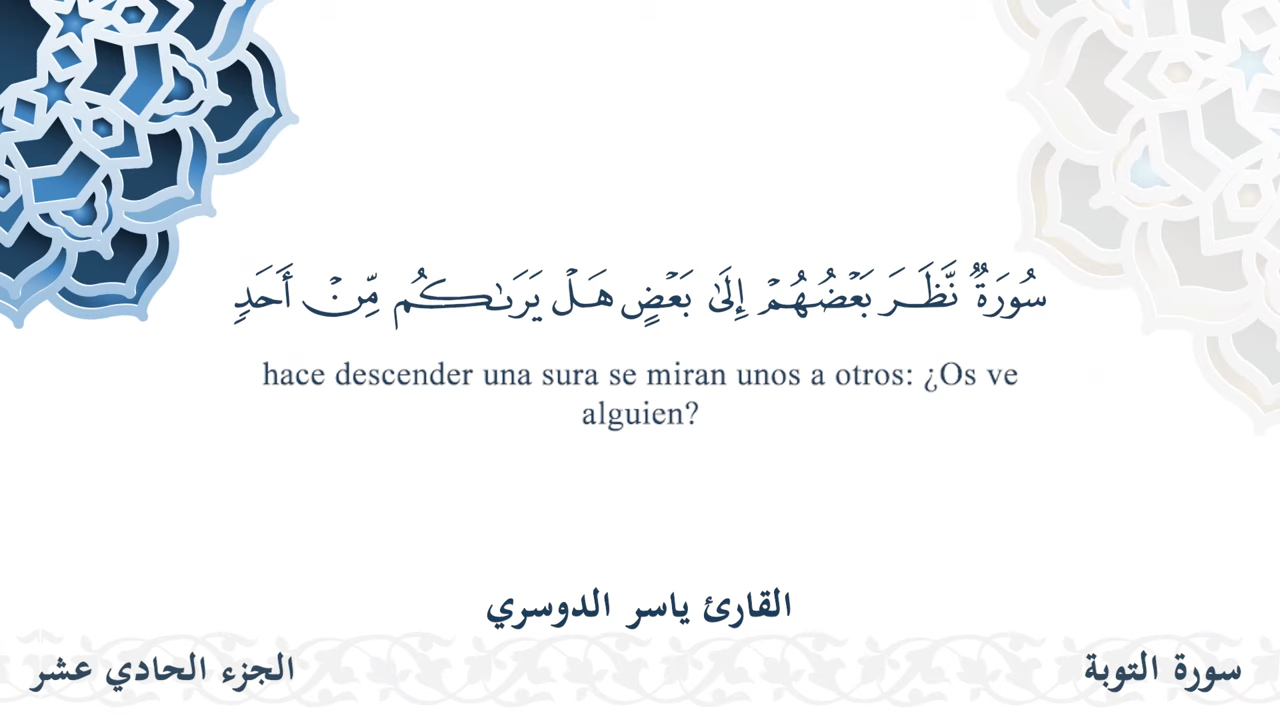 سُورَةٌ نَّظَرَ بَعْضُهُمْ إِلَىٰ بَعْضٍ هَلْ يَرَىٰكُم مِّنْ أَحَدٍ
hace descender una sura se miran unos a otros: ¿Os ve
alguien?
القارئ ياسر الدوسري
سورة التوبة
الجزء الحادي عشر